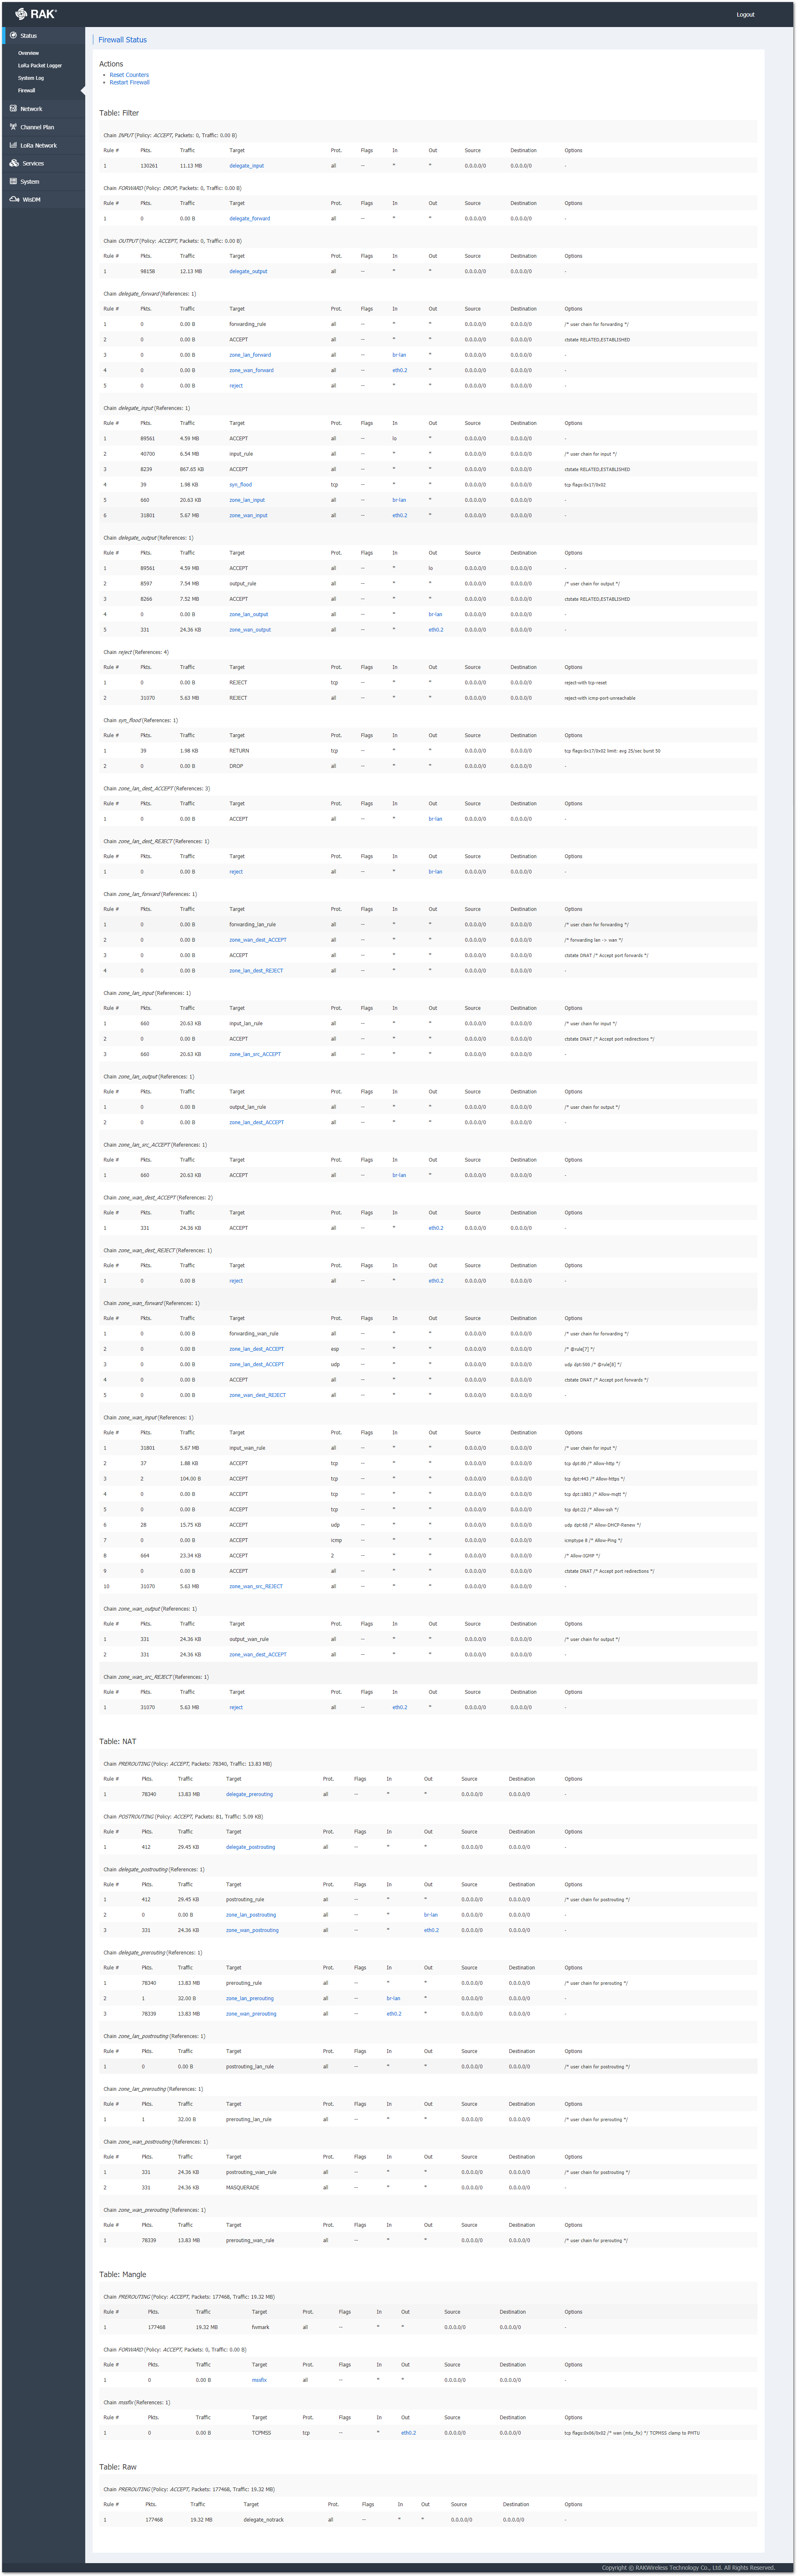 RAK®
Logout
Status
Overview
LoRa Packet Logger
System Log
Firewall
Network
Channel Plan
LoRa Network
Services
System
WisDM
Firewall Status
Actions
Reset Counters
Restart Firewall
Table: Filter
Chain INPUT (Policy: ACCEPT, Packets: 0, Traffic: 0.00 B)
Rule # Pkts. Traffic Target Prot. Flags In Out Source Destination Options
1 130261 11.13 MB delegate_input all -- * * 0.0.0.0/0 0.0.0.0/0 -
Chain FORWARD (Policy: DROP, Packets: 0, Traffic: 0.00 B)
Rule # Pkts. Traffic Target Prot. Flags In Out Source Destination Options
1 0 0.00 B delegate_forward all -- * * 0.0.0.0/0 0.0.0.0/0 -
Chain OUTPUT (Policy: ACCEPT, Packets: 0, Traffic: 0.00 B)
Rule # Pkts. Traffic Target Prot. Flags In Out Source Destination Options
1 98158 12.13 MB delegate_output all -- * * 0.0.0.0/0 0.0.0.0/0 -
Chain delegate_forward (References: 1)
Rule # Pkts. Traffic Target Prot. Flags In Out Source Destination Options
1 0 0.00 B forwarding_rule all -- * * 0.0.0.0/0 0.0.0.0/0 /* user chain for forwarding */
2 0 0.00 B ACCEPT all -- * * 0.0.0.0/0 0.0.0.0/0 ctstate RELATED,ESTABLISHED
3 0 0.00 B zone_lan_forward all -- br-lan * 0.0.0.0/0 0.0.0.0/0 -
4 0 0.00 B zone_wan_forward all -- eth0.2 * 0.0.0.0/0 0.0.0.0/0 -
5 0 0.00 B reject all -- * * 0.0.0.0/0 0.0.0.0/0 -
Chain delegate_input (References: 1)
Rule # Pkts. Traffic Target Prot. Flags In Out Source Destination Options
1 89561 4.59 MB ACCEPT all -- lo * 0.0.0.0/0 0.0.0.0/0 -
2 40700 6.54 MB input_rule all -- * * 0.0.0.0/0 0.0.0.0/0 /* user chain for input */
3 8239 867.65 KB ACCEPT all -- * * 0.0.0.0/0 0.0.0.0/0 ctstate RELATED,ESTABLISHED
4 39 1.98 KB syn_flood tcp -- * * 0.0.0.0/0 0.0.0.0/0 tcp flags:0x17/0x02
5 660 20.63 KB zone_lan_input all -- br-lan * 0.0.0.0/0 0.0.0.0/0 -
6 31801 5.67 MB zone_wan_input all -- eth0.2 * 0.0.0.0/0 0.0.0.0/0 -
Chain delegate_output (References: 1)
Rule # Pkts. Traffic Target Prot. Flags In Out Source Destination Options
1 89561 4.59 MB ACCEPT all -- * lo 0.0.0.0/0 0.0.0.0/0 -
2 8597 7.54 MB output_rule all -- * * 0.0.0.0/0 0.0.0.0/0 /* user chain for output */
3 8266 7.52 MB ACCEPT all -- * * 0.0.0.0/0 0.0.0.0/0 ctstate RELATED,ESTABLISHED
4 0 0.00 B zone_lan_output all -- * br-lan 0.0.0.0/0 0.0.0.0/0 -
5 331 24.36 KB zone_wan_output all -- * eth0.2 0.0.0.0/0 0.0.0.0/0 -
Chain reject (References: 4)
Rule # Pkts. Traffic Target Prot. Flags In Out Source Destination Options
1 0 0.00 B REJECT tcp -- * * 0.0.0.0/0 0.0.0.0/0 reject-with tcp-reset
2 31070 5.63 MB REJECT all -- * * 0.0.0.0/0 0.0.0.0/0 reject-with icmp-port-unreachable
Chain syn_flood (References: 1)
Rule # Pkts. Traffic Target Prot. Flags In Out Source Destination Options
1 39 1.98 KB RETURN tcp -- * * 0.0.0.0/0 0.0.0.0/0 tcp flags:0x17/0x02 limit: avg 25/sec burst 50
2 0 0.00 B DROP all -- * * 0.0.0.0/0 0.0.0.0/0 -
Chain zone_lan_dest_ACCEPT (References: 3)
Rule # Pkts. Traffic Target Prot. Flags In Out Source Destination Options
1 0 0.00 B ACCEPT all -- * br-lan 0.0.0.0/0 0.0.0.0/0 -
Chain zone_lan_dest_REJECT (References: 1)
Rule # Pkts. Traffic Target Prot. Flags In Out Source Destination Options
1 0 0.00 B reject all -- * br-lan 0.0.0.0/0 0.0.0.0/0 -
Chain zone_lan_forward (References: 1)
Rule # Pkts. Traffic Target Prot. Flags In Out Source Destination Options
1 0 0.00 B forwarding_lan_rule all -- * * 0.0.0.0/0 0.0.0.0/0 /* user chain for forwarding */
2 0 0.00 B zone_wan_dest_ACCEPT all -- * * 0.0.0.0/0 0.0.0.0/0 /* forwarding lan -> wan */
3 0 0.00 B ACCEPT all -- * * 0.0.0.0/0 0.0.0.0/0 ctstate DNAT /* Accept port forwards */
4 0 0.00 B zone_lan_dest_REJECT all -- * * 0.0.0.0/0 0.0.0.0/0 -
Chain zone_lan_input (References: 1)
Rule # Pkts. Traffic Target Prot. Flags In Out Source Destination Options
1 660 20.63 KB input_lan_rule all -- * * 0.0.0.0/0 0.0.0.0/0 /* user chain for input */
2 0 0.00 B ACCEPT all -- * * 0.0.0.0/0 0.0.0.0/0 ctstate DNAT /* Accept port redirections */
3 660 20.63 KB zone_lan_src_ACCEPT all -- * * 0.0.0.0/0 0.0.0.0/0 -
Chain zone_lan_output (References: 1)
Rule # Pkts. Traffic Target Prot. Flags In Out Source Destination Options
1 0 0.00 B output_lan_rule all -- * * 0.0.0.0/0 0.0.0.0/0 /* user chain for output */
2 0 0.00 B zone_lan_dest_ACCEPT all -- * * 0.0.0.0/0 0.0.0.0/0 -
Chain zone_lan_src_ACCEPT (References: 1)
Rule # Pkts. Traffic Target Prot. Flags In Out Source Destination Options
1 660 20.63 KB ACCEPT all -- br-lan * 0.0.0.0/0 0.0.0.0/0 -
Chain zone_wan_dest_ACCEPT (References: 2)
Rule # Pkts. Traffic Target Prot. Flags In Out Source Destination Options
1 331 24.36 KB ACCEPT all -- * eth0.2 0.0.0.0/0 0.0.0.0/0 -
Chain zone_wan_dest_REJECT (References: 1)
Rule # Pkts. Traffic Target Prot. Flags In Out Source Destination Options
1 0 0.00 B reject all -- * eth0.2 0.0.0.0/0 0.0.0.0/0 -
Chain zone_wan_forward (References: 1)
Rule # Pkts. Traffic Target Prot. Flags In Out Source Destination Options
1 0 0.00 B forwarding_wan_rule all -- * * 0.0.0.0/0 0.0.0.0/0 /* user chain for forwarding */
2 0 0.00 B zone_lan_dest_ACCEPT esp -- * * 0.0.0.0/0 0.0.0.0/0 /* @rule[7] */
3 0 0.00 B zone_lan_dest_ACCEPT udp -- * * 0.0.0.0/0 0.0.0.0/0 udp dpt:500 /* @rule[8] */
4 0 0.00 B ACCEPT all -- * * 0.0.0.0/0 0.0.0.0/0 ctstate DNAT /* Accept port forwards */
5 0 0.00 B zone_wan_dest_REJECT all -- * * 0.0.0.0/0 0.0.0.0/0 -
Chain zone_wan_input (References: 1)
Rule # Pkts. Traffic Target Prot. Flags In Out Source Destination Options
1 31801 5.67 MB input_wan_rule all -- * * 0.0.0.0/0 0.0.0.0/0 /* user chain for input */
2 37 1.88 KB ACCEPT tcp -- * * 0.0.0.0/0 0.0.0.0/0 tcp dpt:80 /* Allow-http */
3 2 104.00 B ACCEPT tcp -- * * 0.0.0.0/0 0.0.0.0/0 tcp dpt:443 /* Allow-https */
4 0 0.00 B ACCEPT tcp -- * * 0.0.0.0/0 0.0.0.0/0 tcp dpt:1883 /* Allow-mqtt */
5 0 0.00 B ACCEPT tcp -- * * 0.0.0.0/0 0.0.0.0/0 tcp dpt:22 /* Allow-ssh */
6 28 15.75 KB ACCEPT udp -- * * 0.0.0.0/0 0.0.0.0/0 udp dpt:68 /* Allow-DHCP-Renew */
7 0 0.00 B ACCEPT icmp -- * * 0.0.0.0/0 0.0.0.0/0 icmptype 8 /* Allow-Ping */
8 664 23.34 KB ACCEPT 2 -- * * 0.0.0.0/0 0.0.0.0/0 /* Allow-IGMP */
9 0 0.00 B ACCEPT all -- * * 0.0.0.0/0 0.0.0.0/0 ctstate DNAT /* Accept port redirections */
10 31070 5.63 MB zone_wan_src_REJECT all -- * * 0.0.0.0/0 0.0.0.0/0 -
Chain zone_wan_output (References: 1)
Rule # Pkts. Traffic Target Prot. Flags In Out Source Destination Options
1 331 24.36 KB output_wan_rule all -- * * 0.0.0.0/0 0.0.0.0/0 /* user chain for output */
2 331 24.36 KB zone_wan_dest_ACCEPT all -- * * 0.0.0.0/0 0.0.0.0/0 -
Chain zone_wan_src_REJECT (References: 1)
Rule # Pkts. Traffic Target Prot. Flags In Out Source Destination Options
1 31070 5.63 MB reject all -- eth0.2 * 0.0.0.0/0 0.0.0.0/0 -
Table: NAT
Chain PREROUTING (Policy: ACCEPT, Packets: 78340, Traffic: 13.83 MB)
Rule # Pkts. Traffic Target Prot. Flags In Out Source Destination Options
1 78340 13.83 MB delegate_prerouting all -- * * 0.0.0.0/0 0.0.0.0/0 -
Chain POSTROUTING (Policy: ACCEPT, Packets: 81, Traffic: 5.09 KB)
Rule # Pkts. Traffic Target Prot. Flags In Out Source Destination Options
1 412 29.45 KB delegate_postrouting all -- * * 0.0.0.0/0 0.0.0.0/0 -
Chain delegate_postrouting (References: 1)
Rule # Pkts. Traffic Target Prot. Flags In Out Source Destination Options
1 412 29.45 KB postrouting_rule all -- * * 0.0.0.0/0 0.0.0.0/0 /* user chain for postrouting */
2 0 0.00 B zone_lan_postrouting all -- * br-lan 0.0.0.0/0 0.0.0.0/0 -
3 331 24.36 KB zone_wan_postrouting all -- * eth0.2 0.0.0.0/0 0.0.0.0/0 -
Chain delegate_prerouting (References: 1)
Rule # Pkts. Traffic Target Prot. Flags In Out Source Destination Options
1 78340 13.83 MB prerouting_rule all -- * * 0.0.0.0/0 0.0.0.0/0 /* user chain for prerouting */
2 1 32.00 B zone_lan_prerouting all -- br-lan * 0.0.0.0/0 0.0.0.0/0 -
3 78339 13.83 MB zone_wan_prerouting all -- eth0.2 * 0.0.0.0/0 0.0.0.0/0 -
Chain zone_lan_postrouting (References: 1)
Rule # Pkts. Traffic Target Prot. Flags In Out Source Destination Options
1 0 0.00 B postrouting_lan_rule all -- * * 0.0.0.0/0 0.0.0.0/0 /* user chain for postrouting */
Chain zone_lan_prerouting (References: 1)
Rule # Pkts. Traffic Target Prot. Flags In Out Source Destination Options
1 1 32.00 B prerouting_lan_rule all -- * * 0.0.0.0/0 0.0.0.0/0 /* user chain for prerouting */
Chain zone_wan_postrouting (References: 1)
Rule # Pkts. Traffic Target Prot. Flags In Out Source Destination Options
1 331 24.36 KB postrouting_wan_rule all -- * * 0.0.0.0/0 0.0.0.0/0 /* user chain for postrouting */
2 331 24.36 KB MASQUERADE all -- * * 0.0.0.0/0 0.0.0.0/0 -
Chain zone_wan_prerouting (References: 1)
Rule # Pkts. Traffic Target Prot. Flags In Out Source Destination Options
1 78339 13.83 MB prerouting_wan_rule all -- * * 0.0.0.0/0 0.0.0.0/0 /* user chain for prerouting */
Table: Mangle
Chain PREROUTING (Policy: ACCEPT, Packets: 177468, Traffic: 19.32 MB)
Rule # Pkts. Traffic Target Prot. Flags In Out Source Destination Options
1 177468 19.32 MB fwmark all -- * * 0.0.0.0/0 0.0.0.0/0 -
Chain FORWARD (Policy: ACCEPT, Packets: 0, Traffic: 0.00 B)
Rule # Pkts. Traffic Target Prot. Flags In Out Source Destination Options
1 0 0.00 B mssfix all -- * * 0.0.0.0/0 0.0.0.0/0 -
Chain mssfix (References: 1)
Rule # Pkts. Traffic Target Prot. Flags In Out Source Destination Options
1 0 0.00 B TCPMSS tcp -- * eth0.2 0.0.0.0/0 0.0.0.0/0 tcp flags:0x06/0x02 /* wan (mtu_fix) */ TCPMSS clamp to PMTU
Table: Raw
Chain PREROUTING (Policy: ACCEPT, Packets: 177468, Traffic: 19.32 MB)
Rule # Pkts. Traffic Target Prot. Flags In Out Source Destination Options
1 177468 19.32 MB delegate_notrack all -- * * 0.0.0.0/0 0.0.0.0/0 -
Copyright © RAKWireless Technology Co., Ltd. All Rights Reserved.